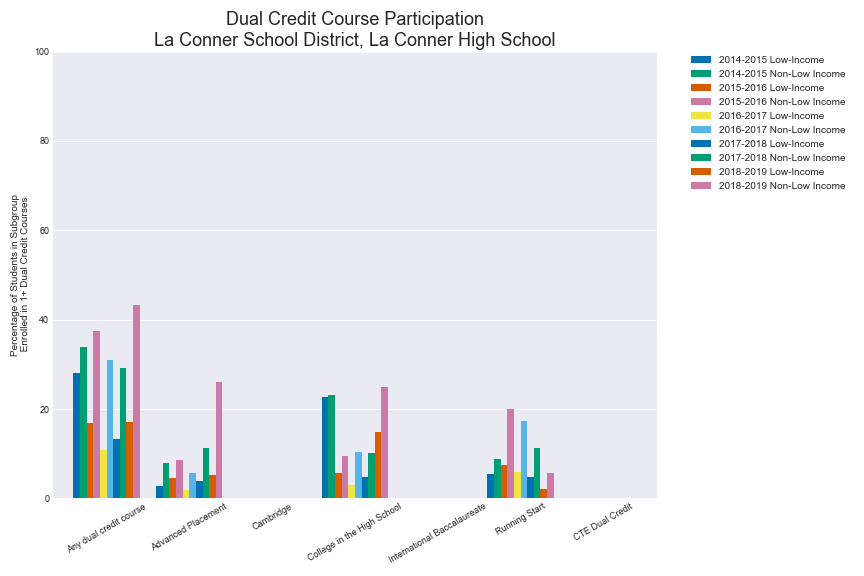 Dual Credit Course Participation
La Conner School District, La Conner High School
Percentage of Students in Subgroup
Enrolled in 1+ Dual Credit Courses
100
80
60
40
20
0
Any dual credit course
Advanced Placement
Cambridge
College in the High School
International Baccalaureate
Running Start
CTE Dual Credit
2014-2015 Low-Income
2014-2015 Non-Low Income
2015-2016 Low-Income
2015-2016 Non-Low Income
2016-2017 Low-Income
2016-2017 Non-Low Income
2017-2018 Low-Income
2017-2018 Non-Low Income
2018-2019 Low-Income
2018-2019 Non-Low Income